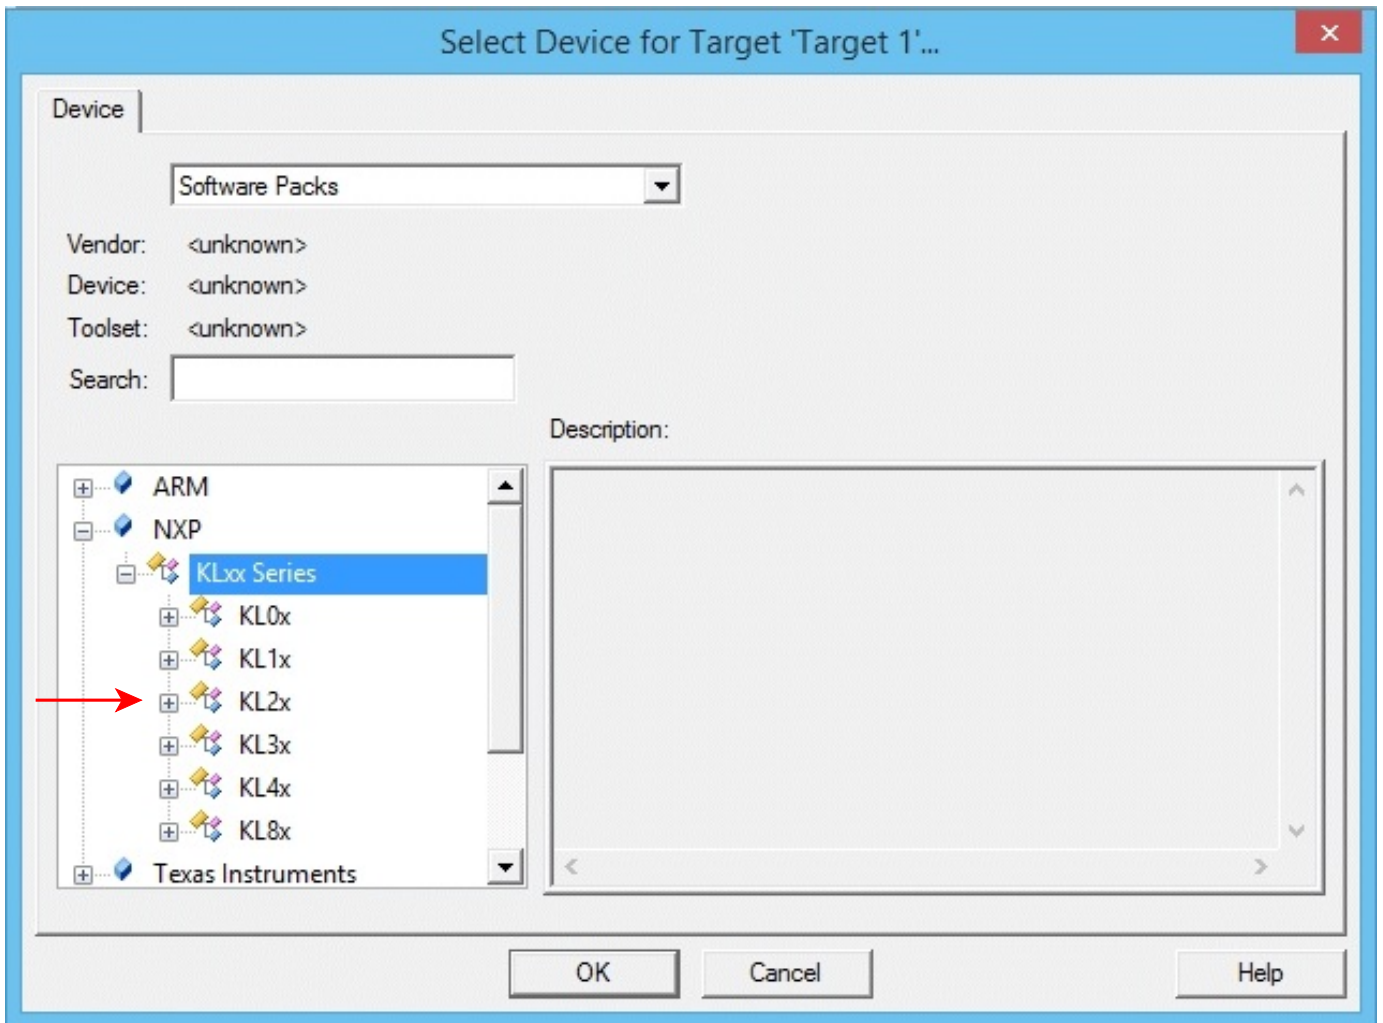 Select Device for Target 'Target 1'...
Device
Software Packs
Vendor: <unknown>
Device: <unknown>
Toolset: <unknown>
Search:
Description:
ARM
NXP
KLxx Series
KL0x
KL1x
KL2x
KL3x
KL4x
KL8x
Texas Instruments
OK Cancel Help